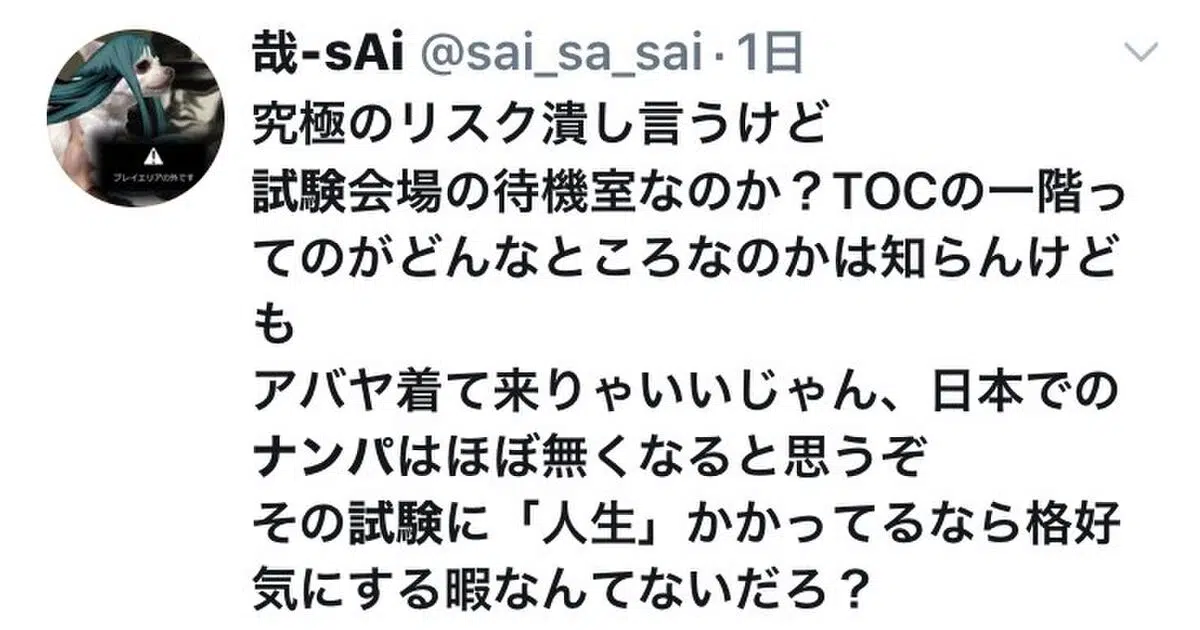 哉-sAi @sai_sa_sai · 1日
究極のリスク潰し言うけど
試験会場の待機室なのか？TOCの一階っ
てのがどんなところなのかは知らんけど
も
アバヤ着て来りゃいいじゃん、日本での
ナンパはほぼ無くなると思うぞ
その試験に「人生」かかってるなら格好
気にする暇なんてないだろ？
プレイエリアの外です